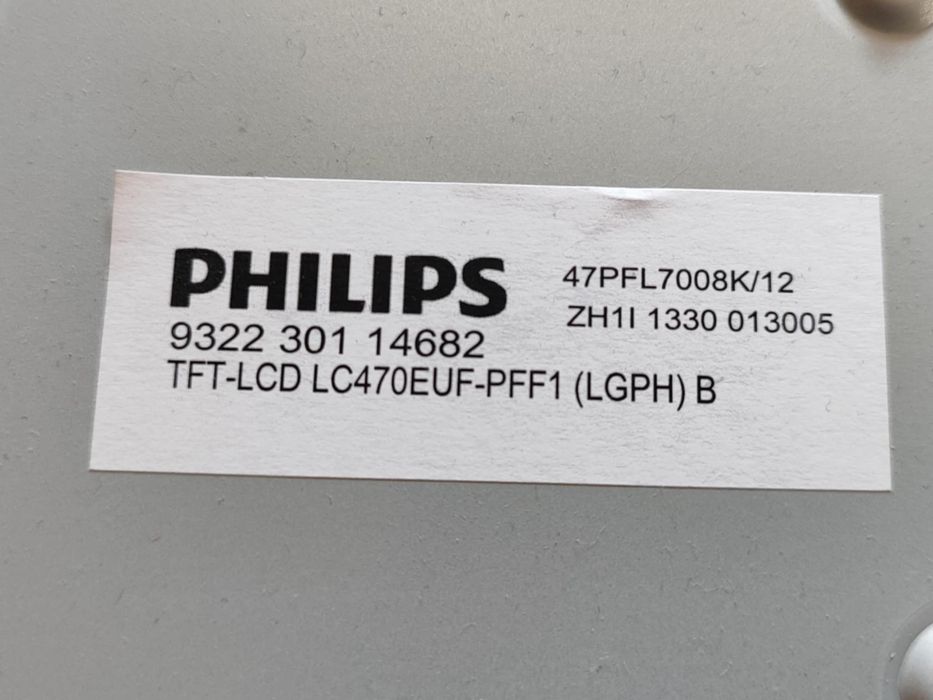 PHILIPS
47PFL7008K/12
ZH1I 1330 013005
9322 301 14682
TFT-LCD LC470EUF-PFF1 (LGPH) B